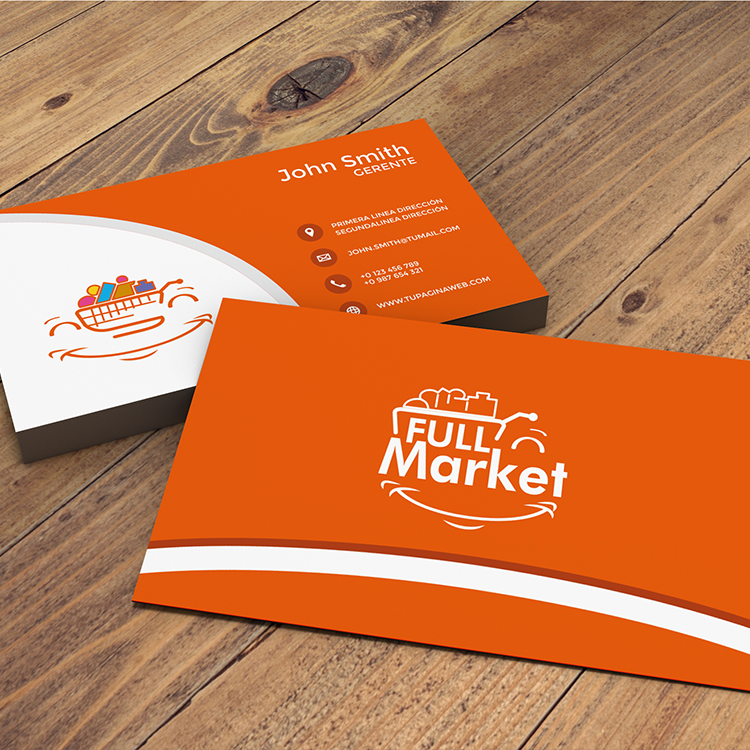 John Smith
GERENTE
PRIMERA LINEA DIRECCIÓN
SEGUNDALINEA DIRECCIÓN
JOHN.SMITH@TUMAIL.COM
+0 123 456 789
+0 987 654 321
WWW.TUPAGINAWEB.COM
FULL
Market